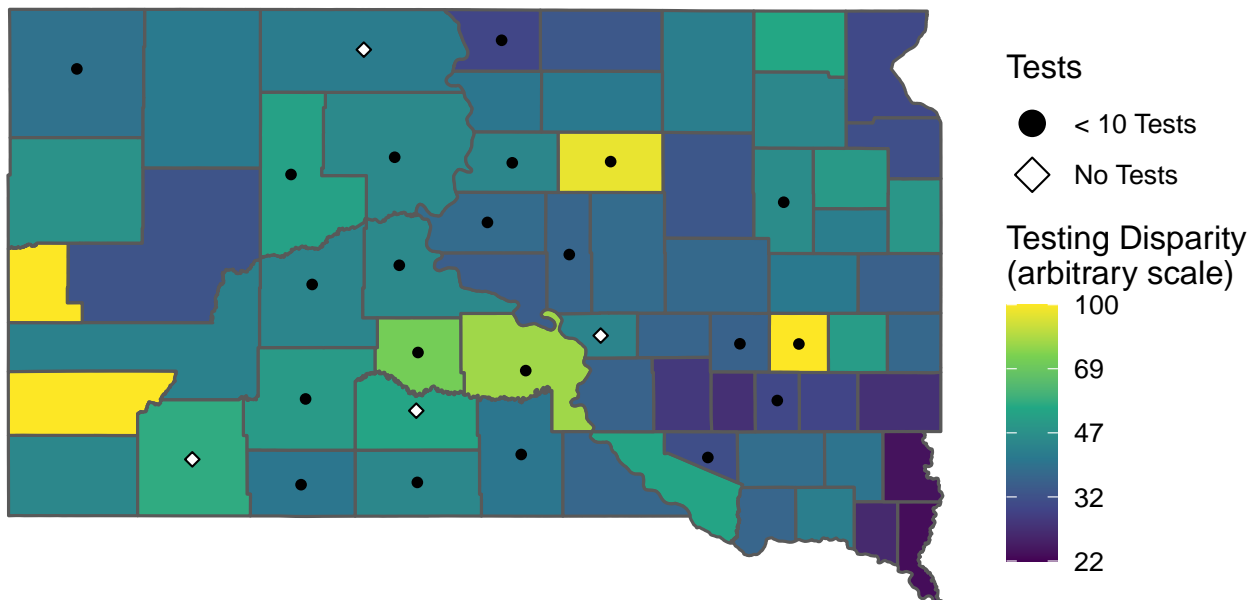 Tests
< 10 Tests
No Tests
Testing Disparity
(arbitrary scale)
100
69
47
32
22